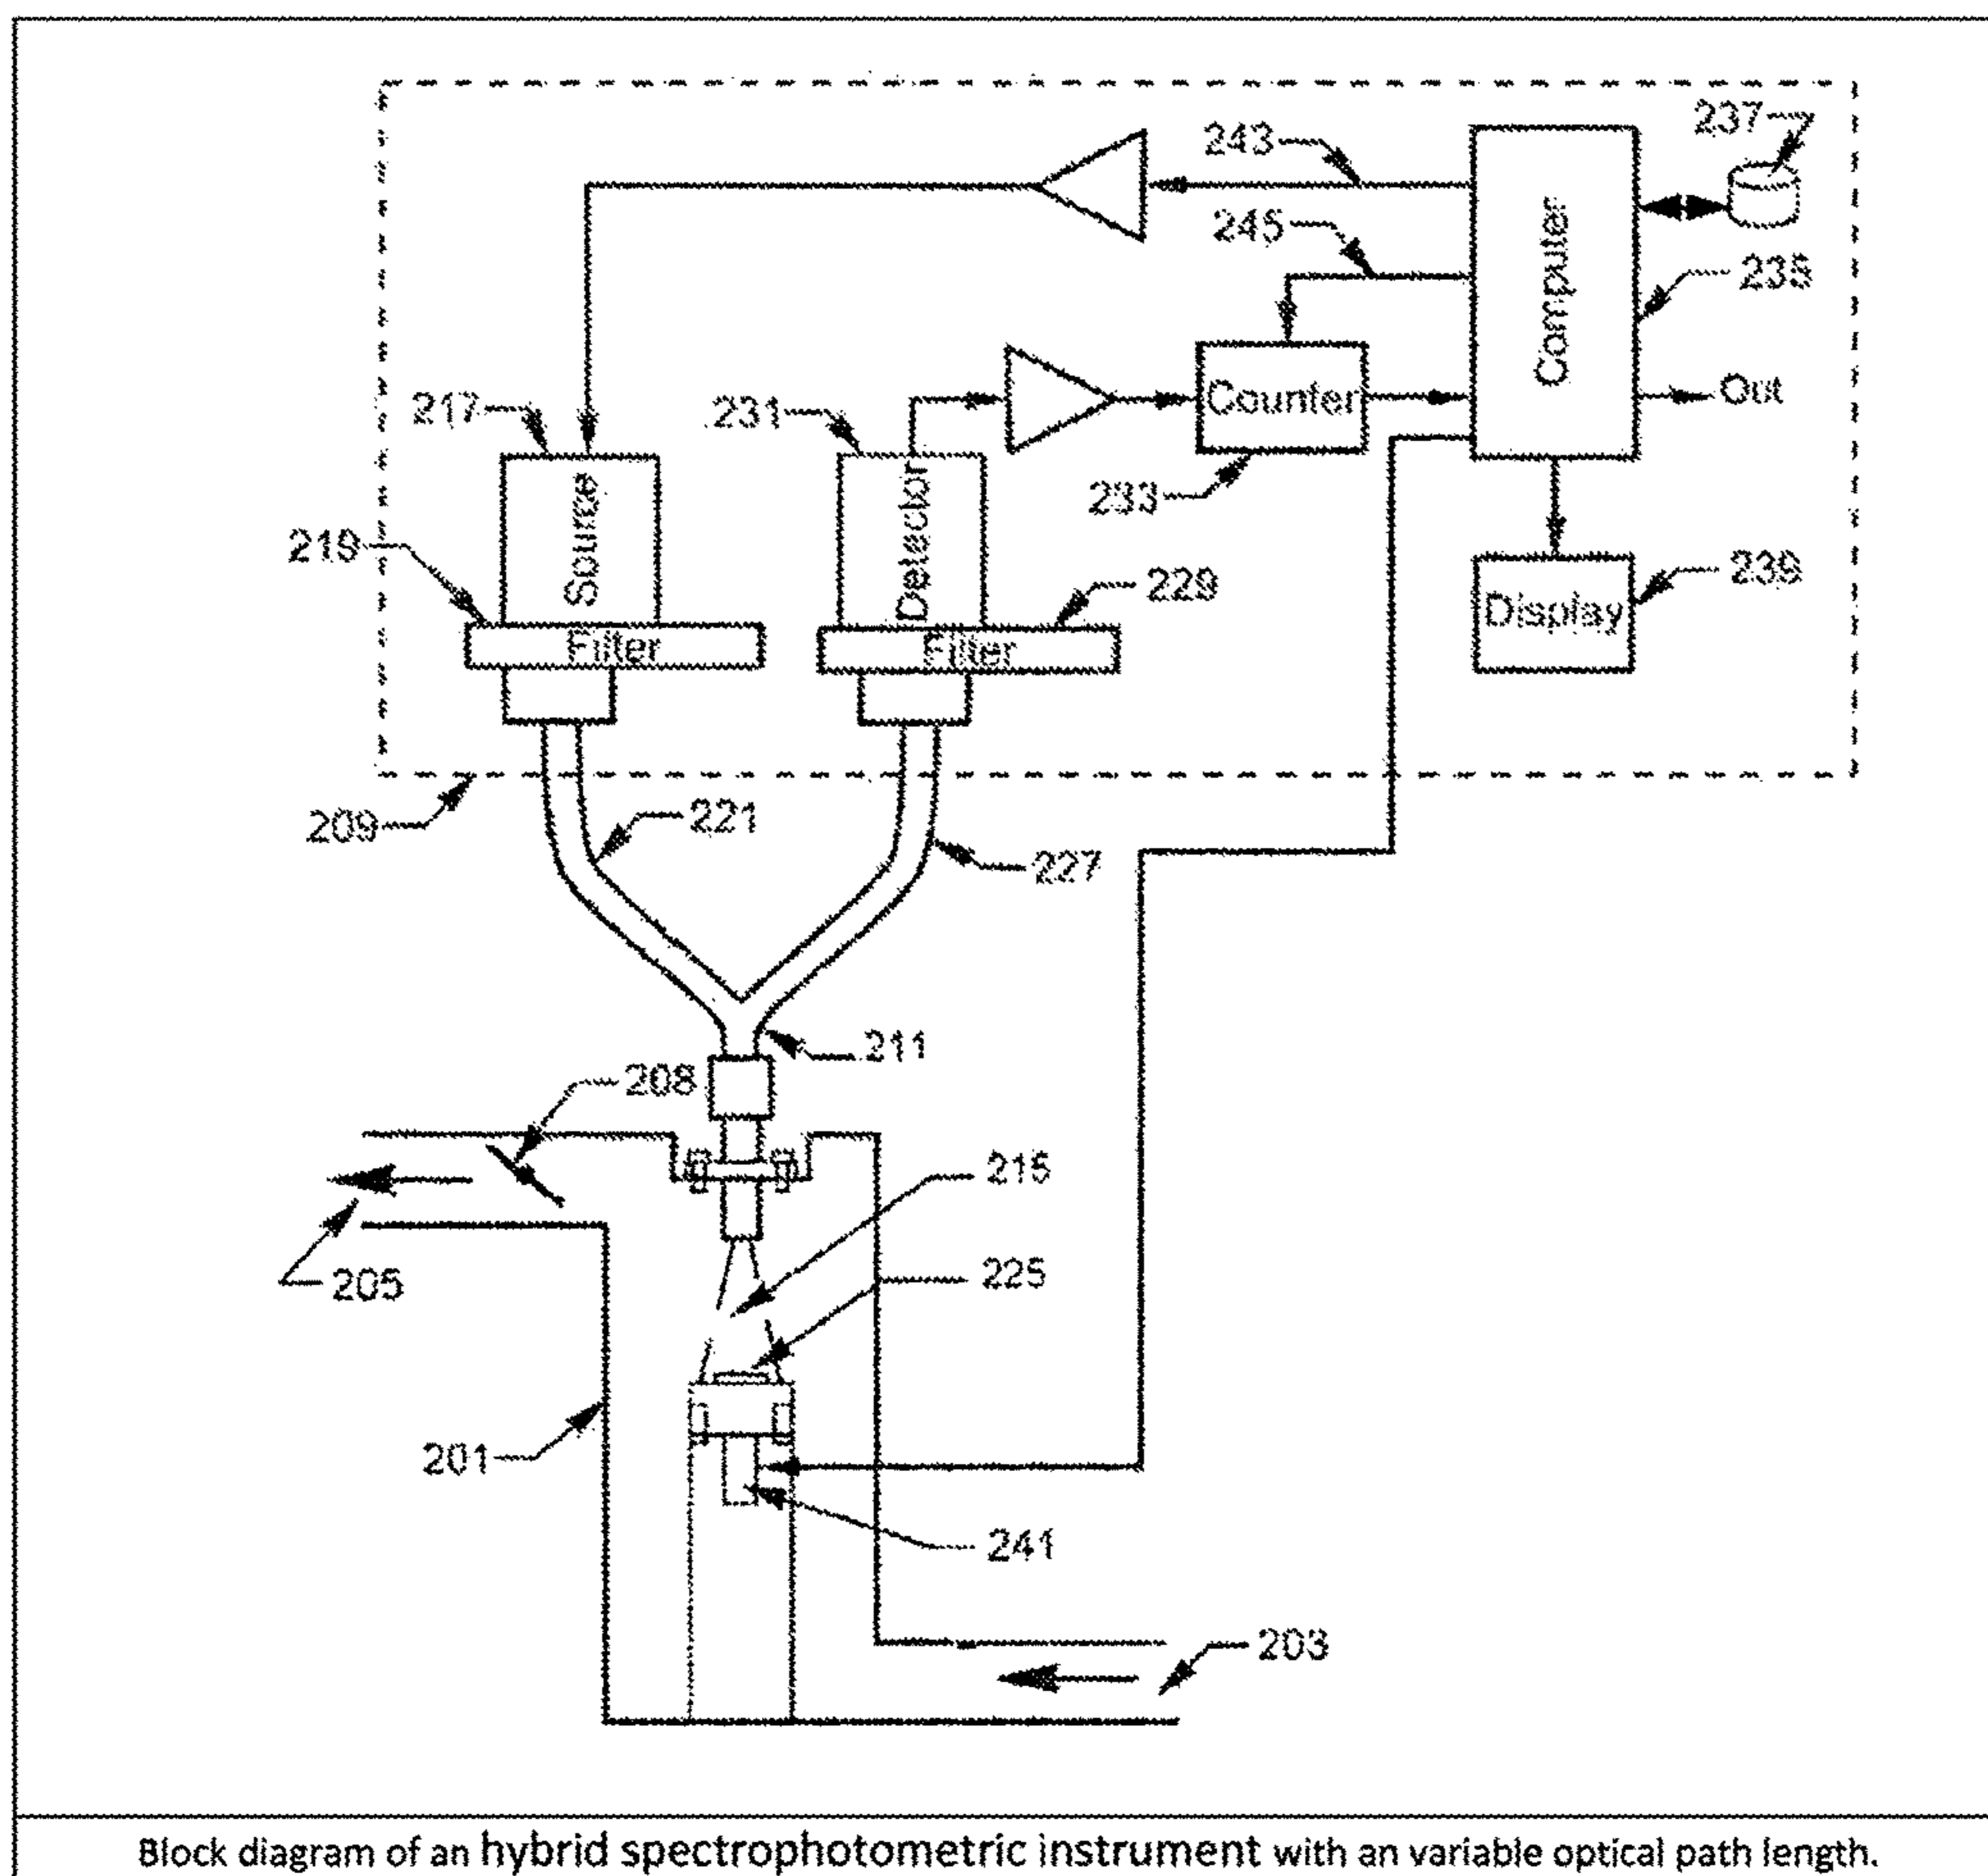 237
243
245
Computer
235
Out
217
231
Counter
233
Source
Detector
219
229
239
Filter
Filter
Display
209
221
227
211
208
215
205
225
201
241
203
Block diagram of an hybrid spectrophotometric instrument with an variable optical path length.